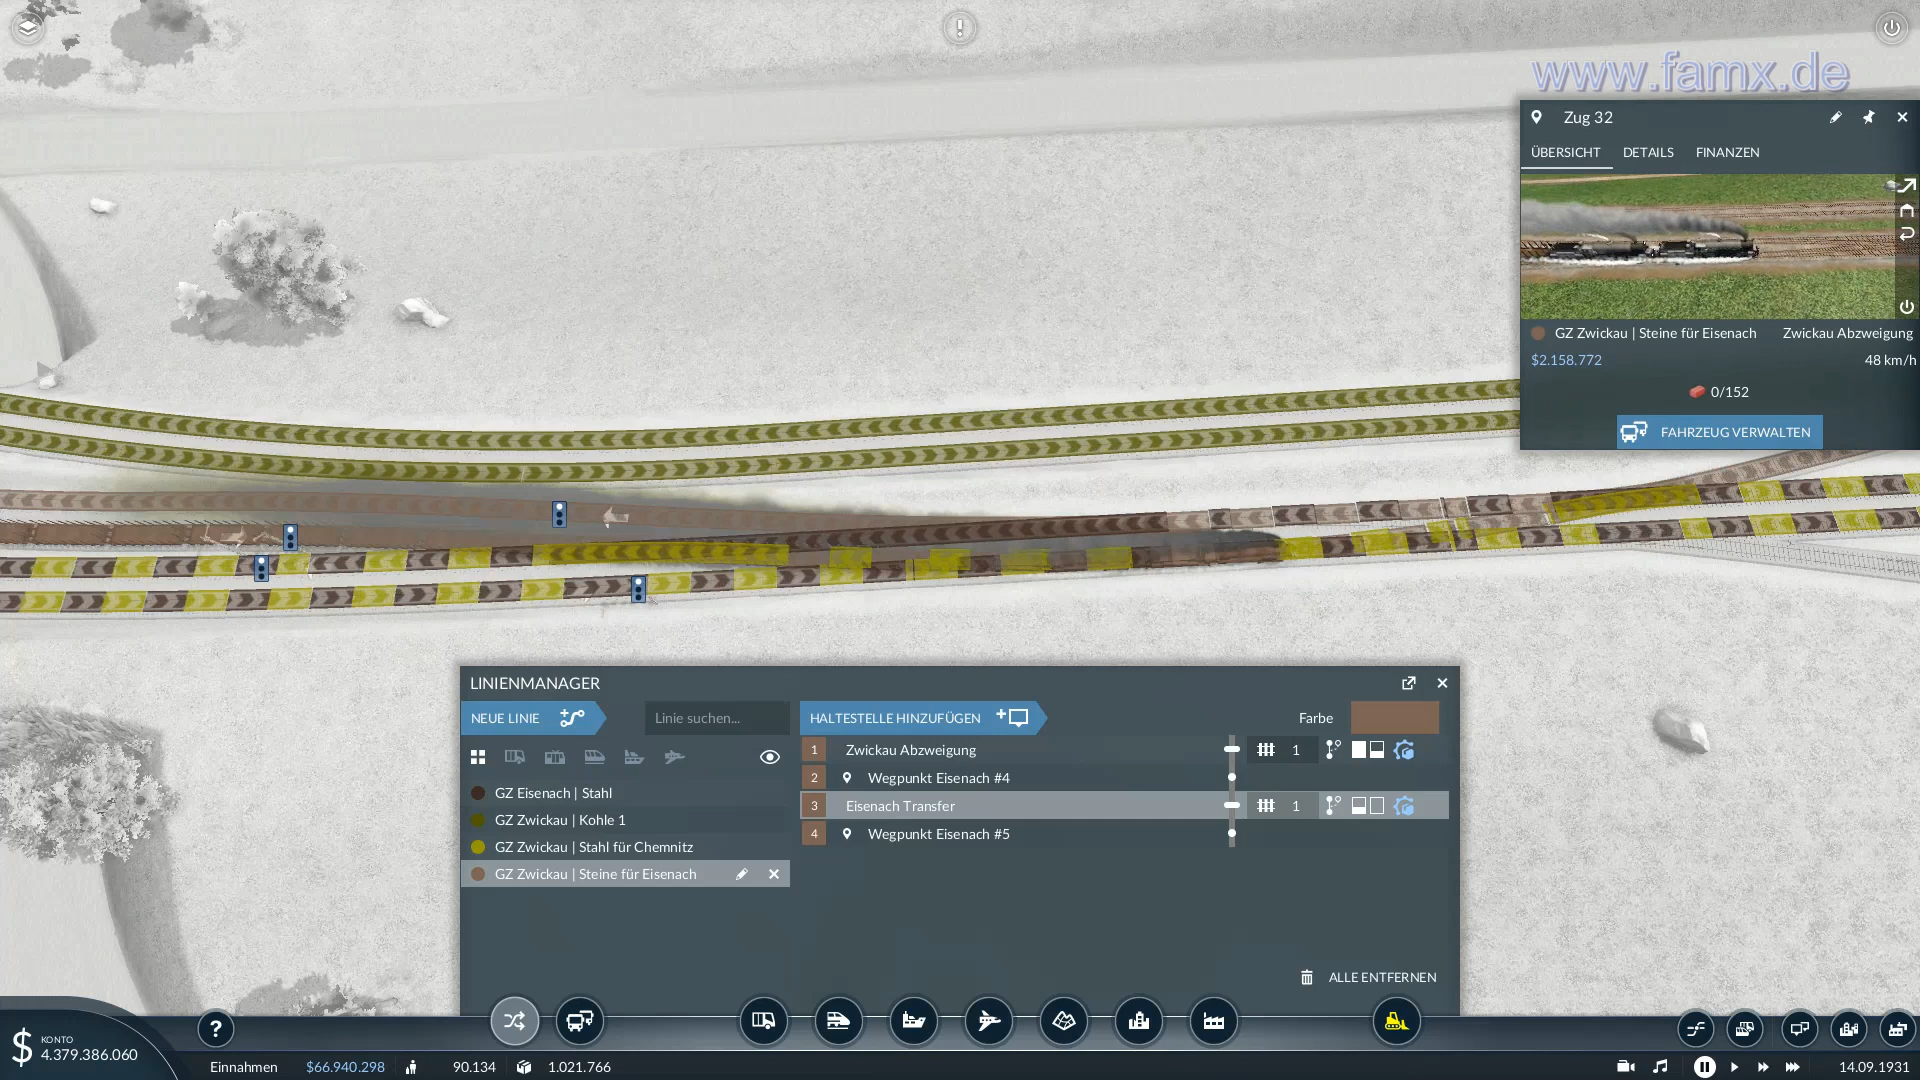 www.famx.de
Zug 32
ÜBERSICHT DETAILS FINANZEN
GZ Zwickau | Steine für Eisenach Zwickau Abzweigung
$2.158.772 48 km/h
0/152
FAHRZEUG VERWALTEN
LINIENMANAGER
NEUE LINIE Linie suchen... HALTESTELLE HINZUFÜGEN Farbe
1 Zwickau Abzweigung 1
2 Wegpunkt Eisenach #4
3 Eisenach Transfer 1
4 Wegpunkt Eisenach #5
GZ Eisenach | Stahl
GZ Zwickau | Kohle 1
GZ Zwickau | Stahl für Chemnitz
GZ Zwickau | Steine für Eisenach
ALLE ENTFERNEN
?
$ KONTO
4.379.386.060
Einnahmen $66.940.298 90.134 1.021.766 14.09.1931